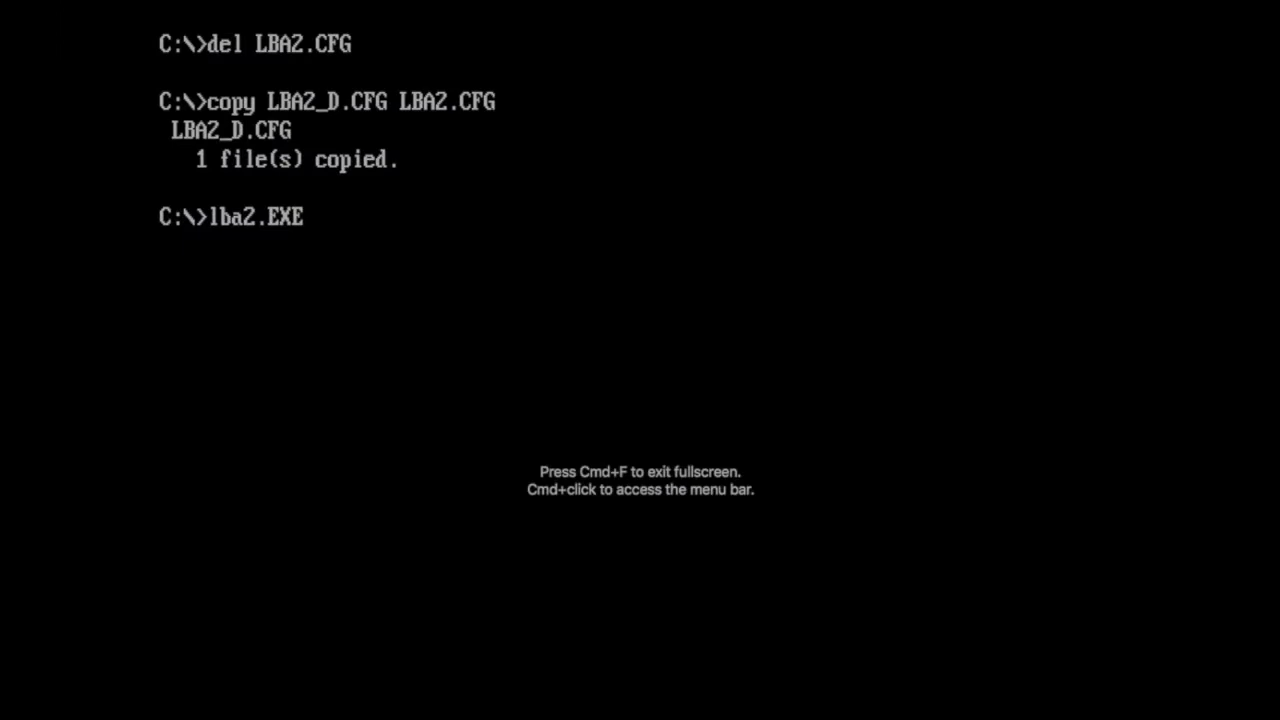 C:\>del LBA2.CFG
C:\>copy LBA2_D.CFG LBA2.CFG
LBA2_D.CFG
1 file(s) copied.
C:\>lba2.EXE
Press Cmd+F to exit fullscreen.
Cmd+click to access the menu bar.